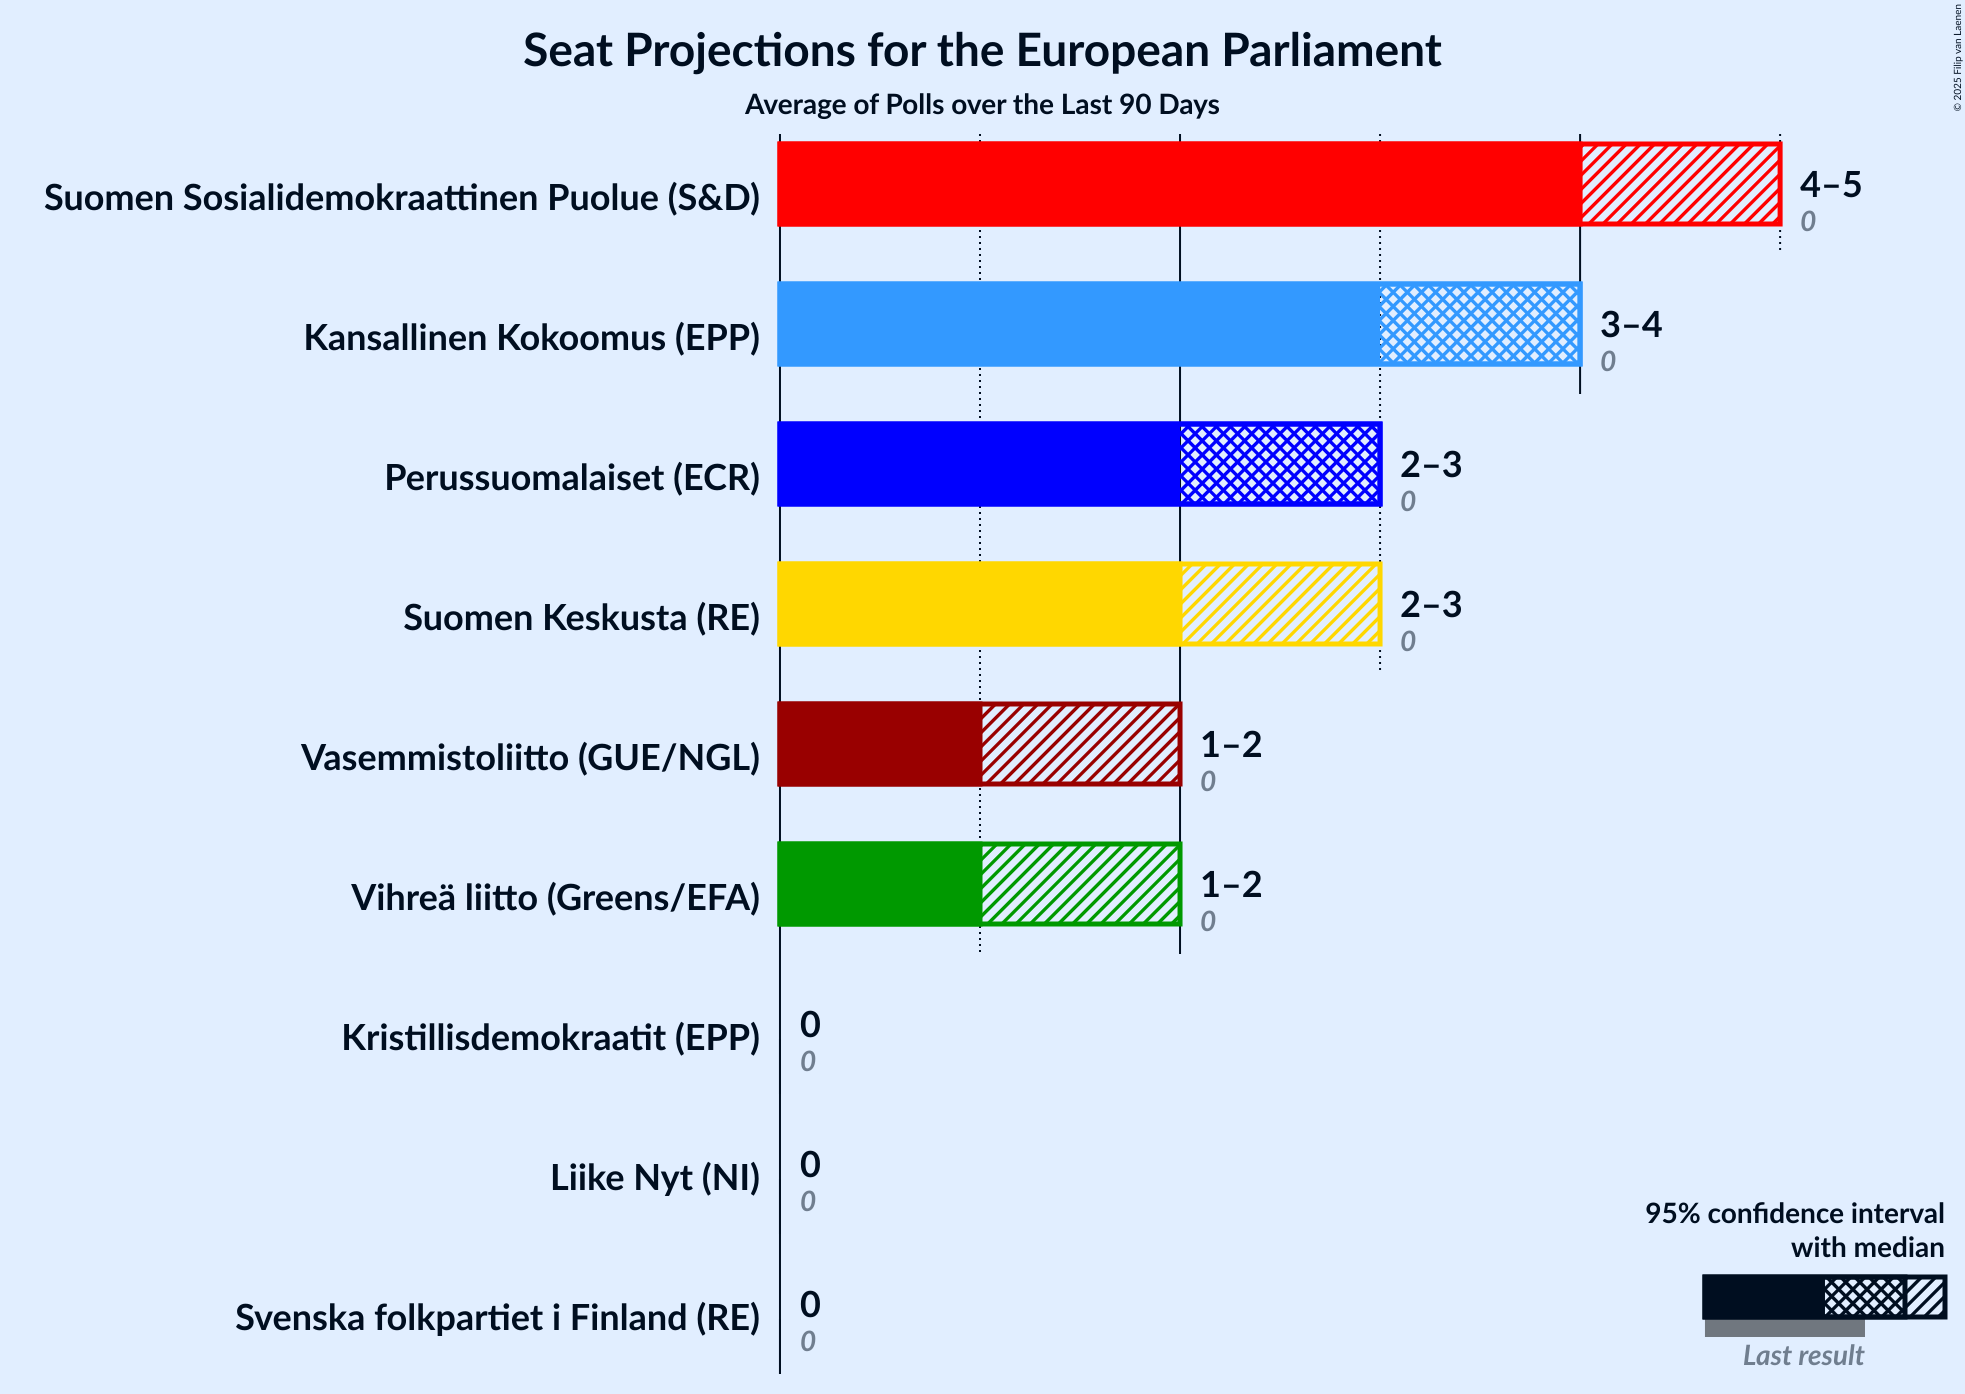 Seat Projections for the European Parliament
Average of Polls over the Last 90 Days
© 2025 Filip van Laenen
Suomen Sosialidemokraattinen Puolue (S&D)
4–5
0
Kansallinen Kokoomus (EPP)
3–4
0
Perussuomalaiset (ECR)
2–3
0
Suomen Keskusta (RE)
2–3
0
Vasemmistoliitto (GUE/NGL)
1–2
0
Vihreä liitto (Greens/EFA)
1–2
0
Kristillisdemokraatit (EPP)
0
0
Liike Nyt (NI)
0
0
Svenska folkpartiet i Finland (RE)
0
0
95% confidence interval
with median
Last result